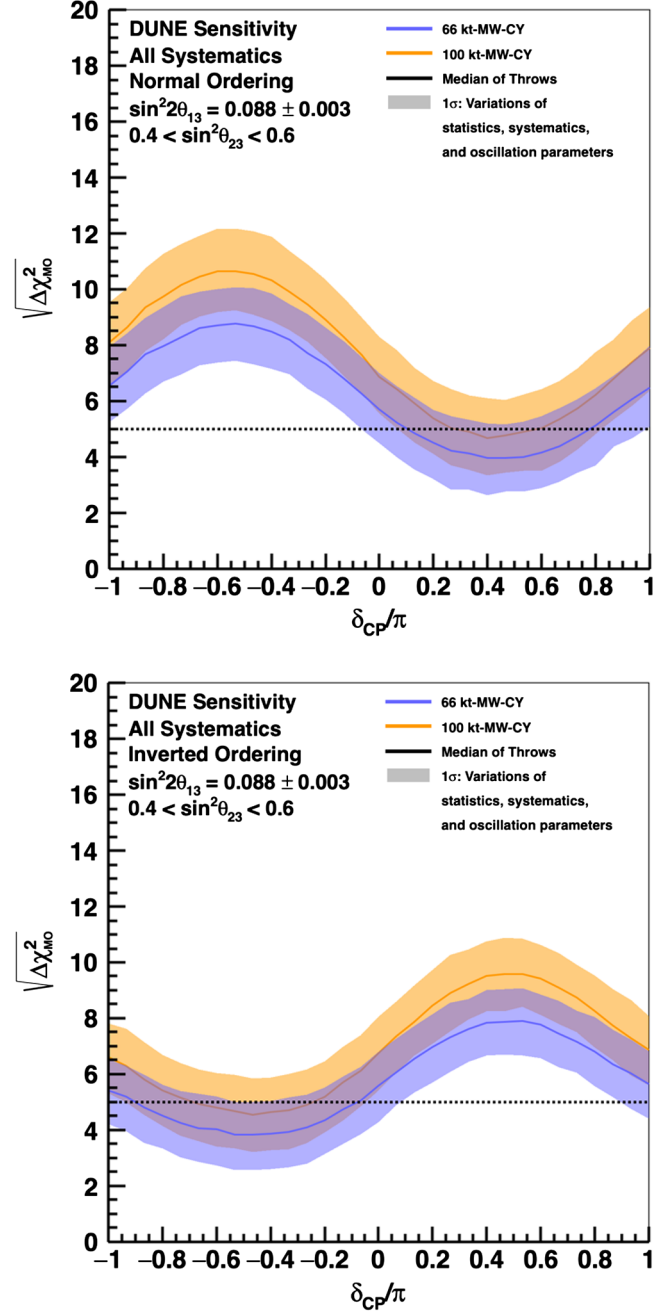 DUNE Sensitivity
All Systematics
Normal Ordering
sin²2θ₁₃ = 0.088 ± 0.003
0.4 < sin²θ₂₃ < 0.6
66 kt-MW-CY
100 kt-MW-CY
Median of Throws
1σ: Variations of
statistics, systematics,
and oscillation parameters
√Δχ²MO
20
18
16
14
12
10
8
6
4
2
0
−1 −0.8 −0.6 −0.4 −0.2 0 0.2 0.4 0.6 0.8 1
δCP/π
DUNE Sensitivity
All Systematics
Inverted Ordering
sin²2θ₁₃ = 0.088 ± 0.003
0.4 < sin²θ₂₃ < 0.6
66 kt-MW-CY
100 kt-MW-CY
Median of Throws
1σ: Variations of
statistics, systematics,
and oscillation parameters
√Δχ²MO
20
18
16
14
12
10
8
6
4
2
0
−1 −0.8 −0.6 −0.4 −0.2 0 0.2 0.4 0.6 0.8 1
δCP/π